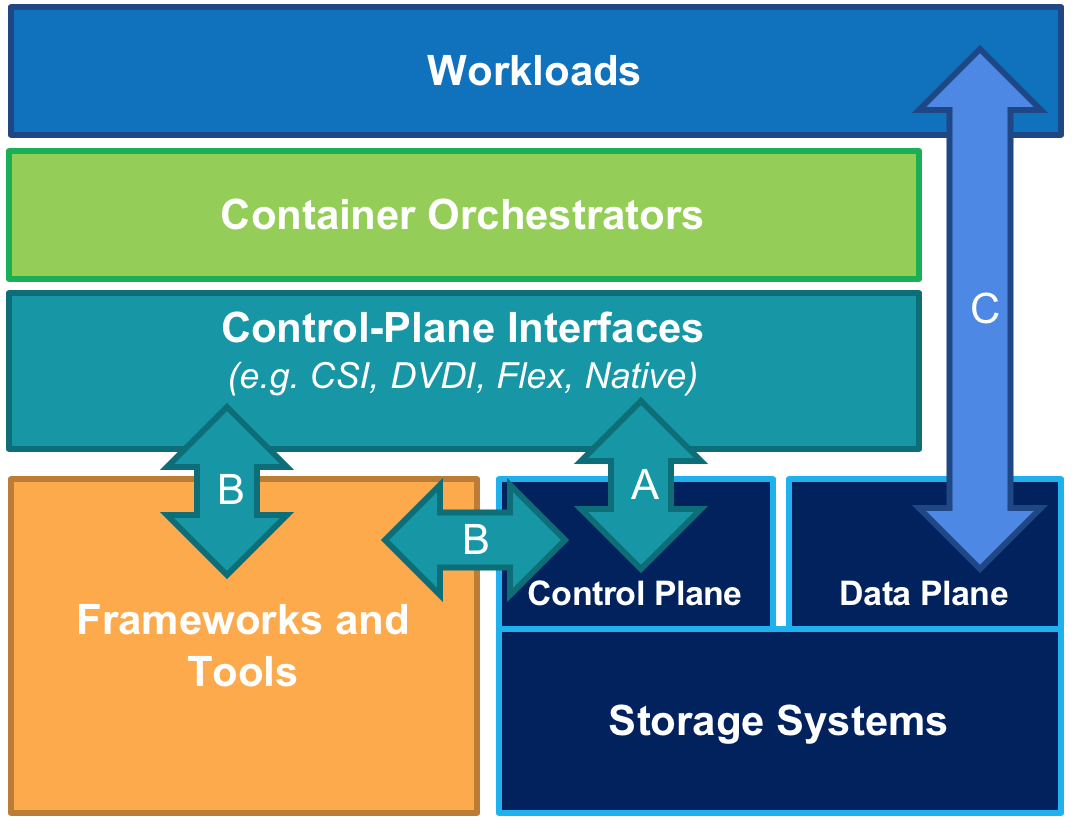 Workloads
Container Orchestrators
Control-Plane Interfaces
(e.g. CSI, DVDI, Flex, Native)
C
B
A
B
Control Plane
Data Plane
Frameworks and
Tools
Storage Systems